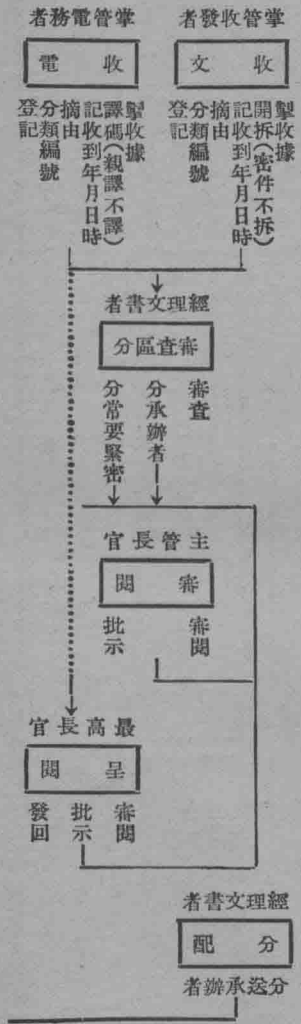 掌管收發者
收文
掣收據
開拆(密件不拆)
記收到年月日時
摘由
分類編號
登記
掌管電務者
收電
掣收據
譯碼(親譯不譯)
記收到年月日時
摘由
分類編號
登記
經理文書者
審查區分
審查
分承辦者
分常要緊密
主管長官
審閱
審閱
批示
最高長官
呈閱
審閱
批示
發回
經理文書者
分配
分送承辦者